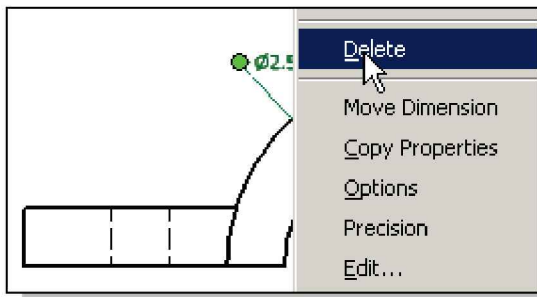 Ø2.5
Delete
Move Dimension
Copy Properties
Options
Precision
Edit...